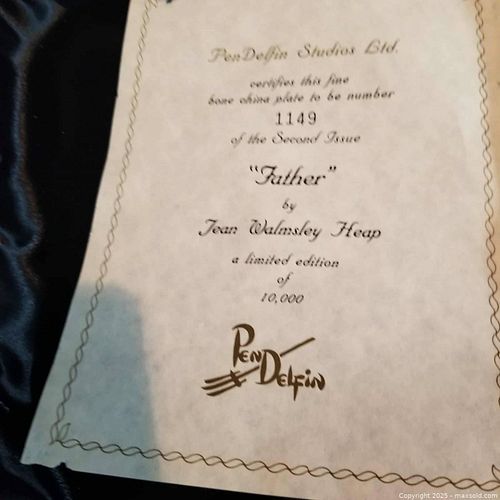 PenDelfin Studios Ltd.
certifies this fine
bone china plate to be number
1149
of the Second Issue
"Father"
by
Jean Walmsley Heap
a limited edition
of
10,000
PenDelfin
Copyright 2025 - maxsold.com